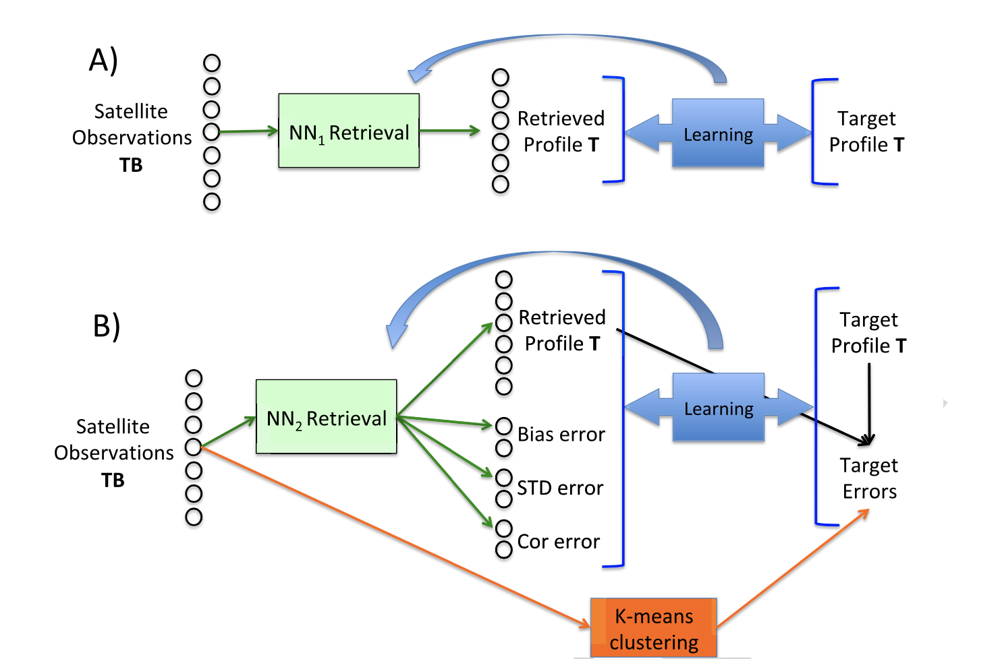 A)
Satellite
Observations
TB
NN1 Retrieval
Retrieved
Profile T
Learning
Target
Profile T
B)
Satellite
Observations
TB
NN2 Retrieval
Retrieved
Profile T
Bias error
STD error
Cor error
Learning
Target
Profile T
Target
Errors
K-means
clustering